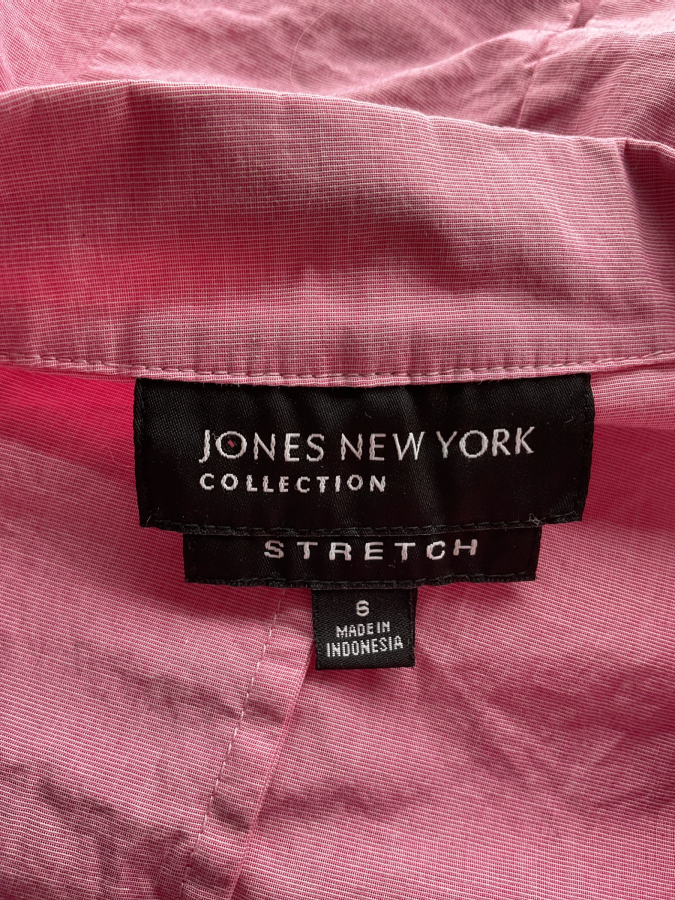 JONES NEW YORK
COLLECTION
STRETCH
6
MADE IN
INDONESIA